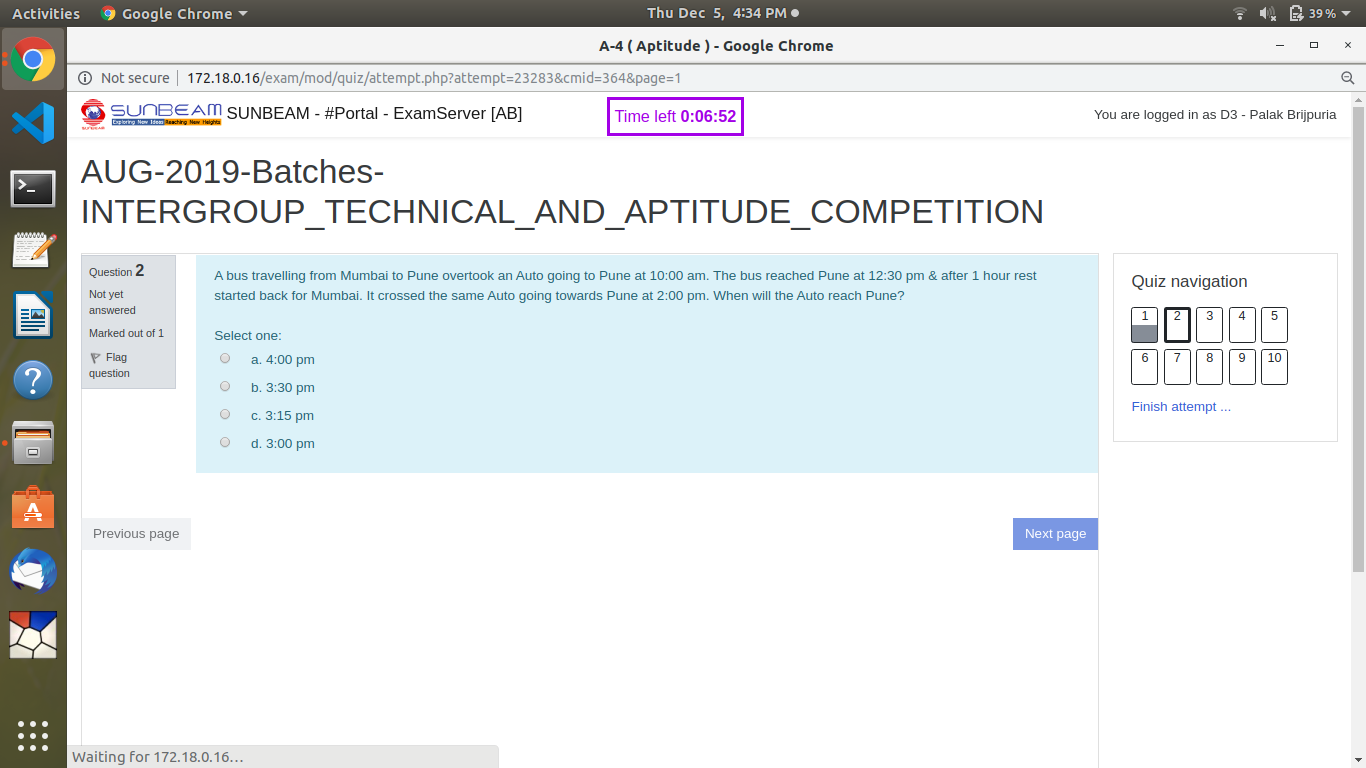 Activities
Google Chrome
Thu Dec 5, 4:34 PM
39 %
A-4 ( Aptitude ) - Google Chrome
Not secure
172.18.0.16/exam/mod/quiz/attempt.php?attempt=23283&cmid=364&page=1
SUNBEAM
Exploring New Ideas Reaching New Heights
SUNBEAM
SUNBEAM - #Portal - ExamServer [AB]
Time left 0:06:52
You are logged in as D3 - Palak Brijpuria
AUG-2019-Batches-
INTERGROUP_TECHNICAL_AND_APTITUDE_COMPETITION
Question 2
Not yet
answered
Marked out of 1
Flag
question
A bus travelling from Mumbai to Pune overtook an Auto going to Pune at 10:00 am. The bus reached Pune at 12:30 pm & after 1 hour rest
started back for Mumbai. It crossed the same Auto going towards Pune at 2:00 pm. When will the Auto reach Pune?
Select one:
a. 4:00 pm
b. 3:30 pm
c. 3:15 pm
d. 3:00 pm
Previous page
Next page
Quiz navigation
1 2 3 4 5
6 7 8 9 10
Finish attempt ...
Waiting for 172.18.0.16…